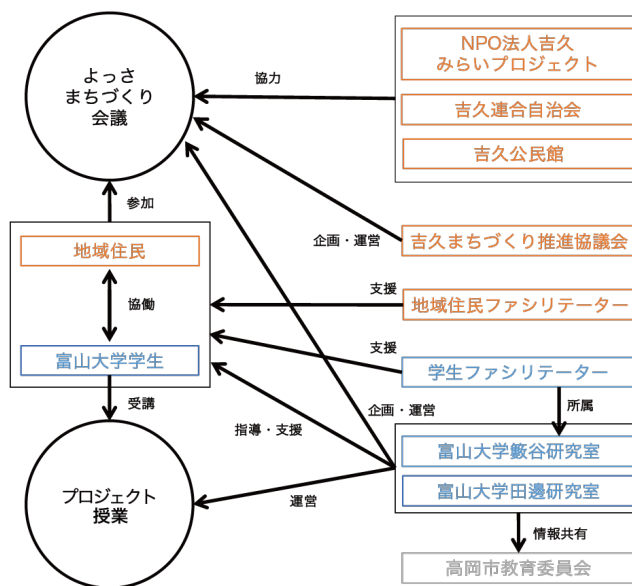 よっさ
まちづくり
会議
協力
NPO法人吉久
みらいプロジェクト
吉久連合自治会
吉久公民館
参加
企画・運営
吉久まちづくり推進協議会
地域住民
協働
富山大学学生
支援
地域住民ファシリテーター
支援
学生ファシリテーター
受講
指導・支援
企画・運営
所属
富山大学籔谷研究室
富山大学田邊研究室
プロジェクト
授業
運営
情報共有
高岡市教育委員会